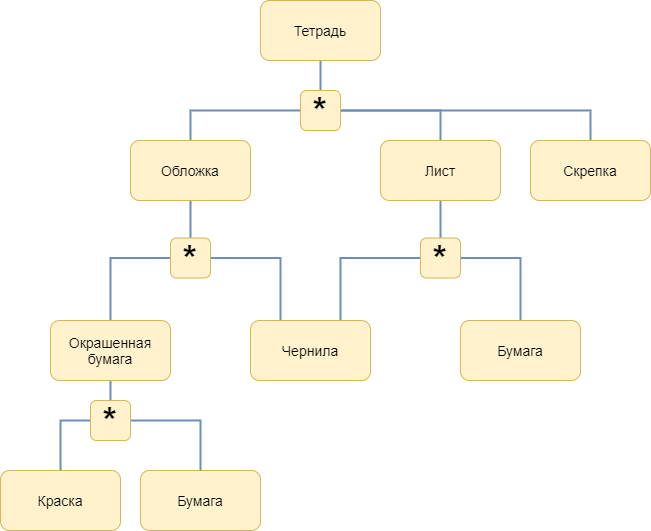 Тетрадь
*
Обложка
Лист
Скрепка
*
*
Окрашенная
бумага
Чернила
Бумага
*
Краска
Бумага